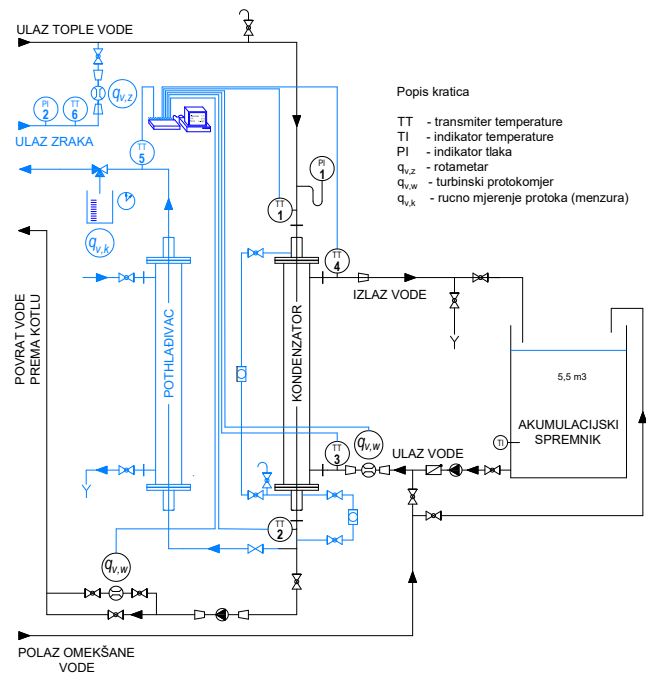 ULAZ TOPLE VODE
qv,z
PI
2
TT
6
ULAZ ZRAKA
TT
5
PI
1
TT
1
Popis kratica
TT - transmiter temperature
TI - indikator temperature
PI - indikator tlaka
qv,z - rotametar
qv,w - turbinski protokomjer
qv,k - rucno mjerenje protoka (menzura)
qv,k
TT
4
IZLAZ VODE
POVRAT VODE
PREMA KOTLU
POTHLAĐIVAC
KONDENZATOR
5,5 m3
AKUMULACIJSKI
SPREMNIK
TI
TT
3
qv,w
ULAZ VODE
TT
2
qv,w
POLAZ OMEKŠANE
VODE